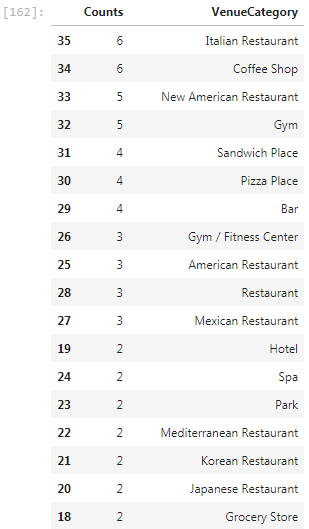 [162]: Counts VenueCategory
35 6 Italian Restaurant
34 6 Coffee Shop
33 5 New American Restaurant
32 5 Gym
31 4 Sandwich Place
30 4 Pizza Place
29 4 Bar
26 3 Gym / Fitness Center
25 3 American Restaurant
28 3 Restaurant
27 3 Mexican Restaurant
19 2 Hotel
24 2 Spa
23 2 Park
22 2 Mediterranean Restaurant
21 2 Korean Restaurant
20 2 Japanese Restaurant
18 2 Grocery Store